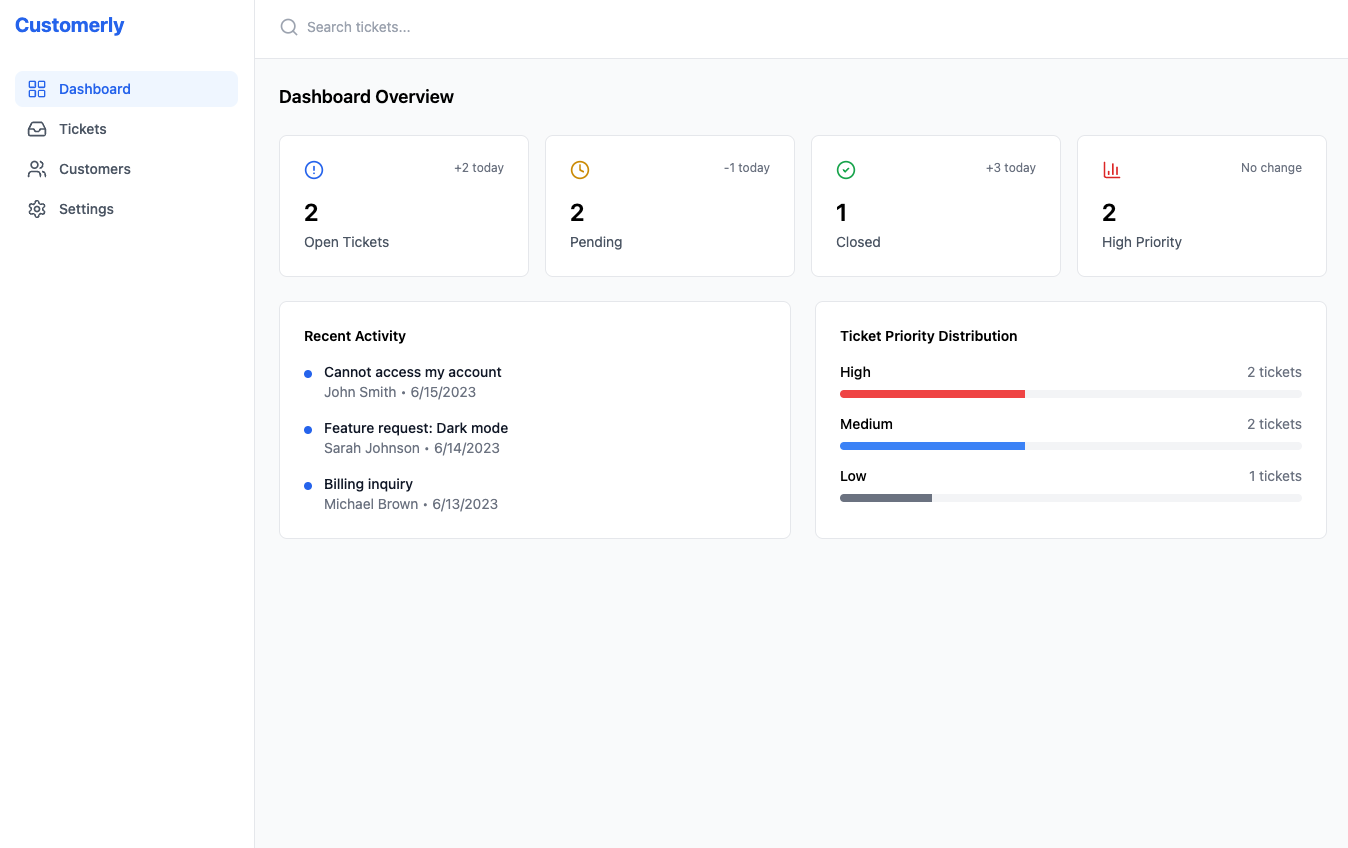 Customerly
Search tickets...
Dashboard
Tickets
Customers
Settings
Dashboard Overview
+2 today
2
Open Tickets
-1 today
2
Pending
+3 today
1
Closed
No change
2
High Priority
Recent Activity
Cannot access my account
John Smith • 6/15/2023
Feature request: Dark mode
Sarah Johnson • 6/14/2023
Billing inquiry
Michael Brown • 6/13/2023
Ticket Priority Distribution
High 2 tickets
Medium 2 tickets
Low 1 tickets